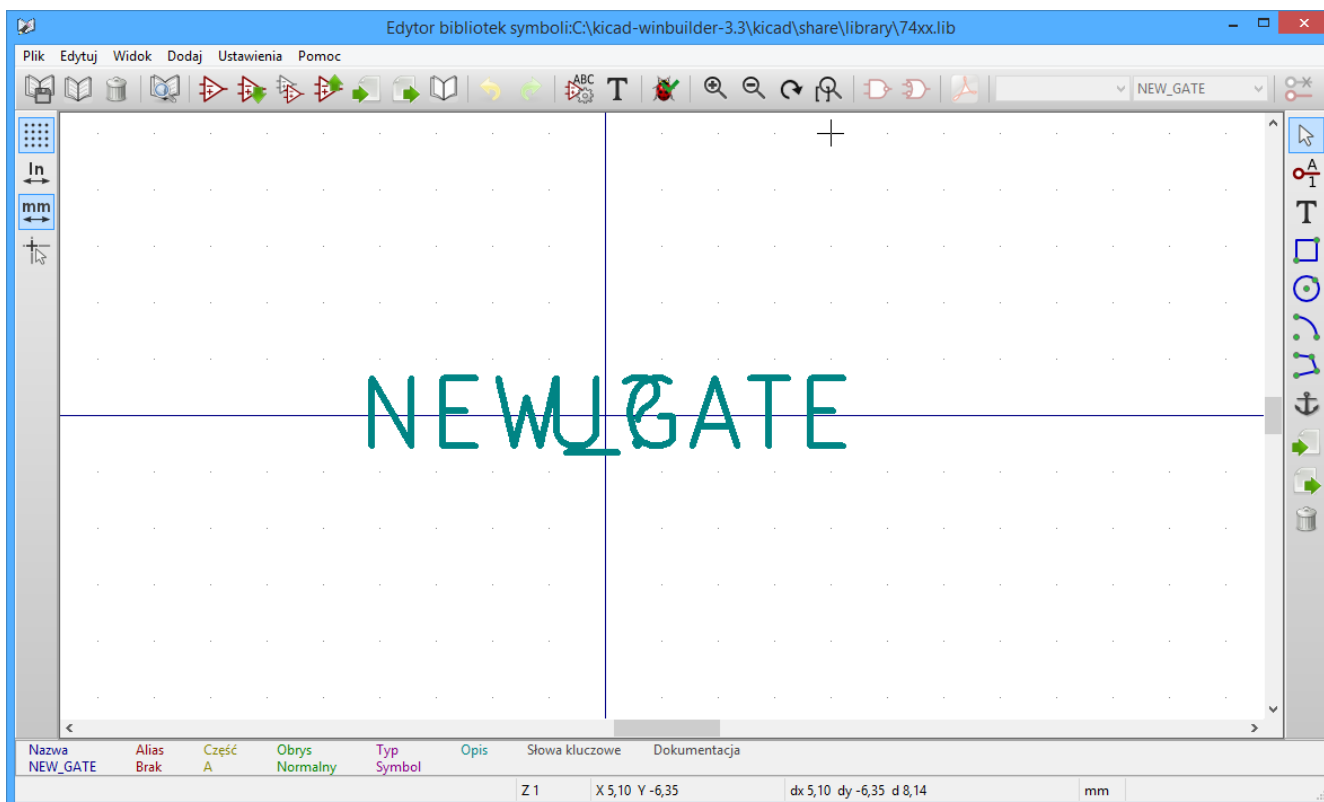 Edytor bibliotek symboli:C:\kicad-winbuilder-3.3\kicad\share\library\74xx.lib
Plik Edytuj Widok Dodaj Ustawienia Pomoc
ABC T NEW_GATE
In
mm
A
1
T
NEW_GATE
U?
Nazwa Alias Część Obrys Typ Opis Słowa kluczowe Dokumentacja
NEW_GATE Brak A Normalny Symbol
Z 1 X 5,10 Y -6,35 dx 5,10 dy -6,35 d 8,14 mm